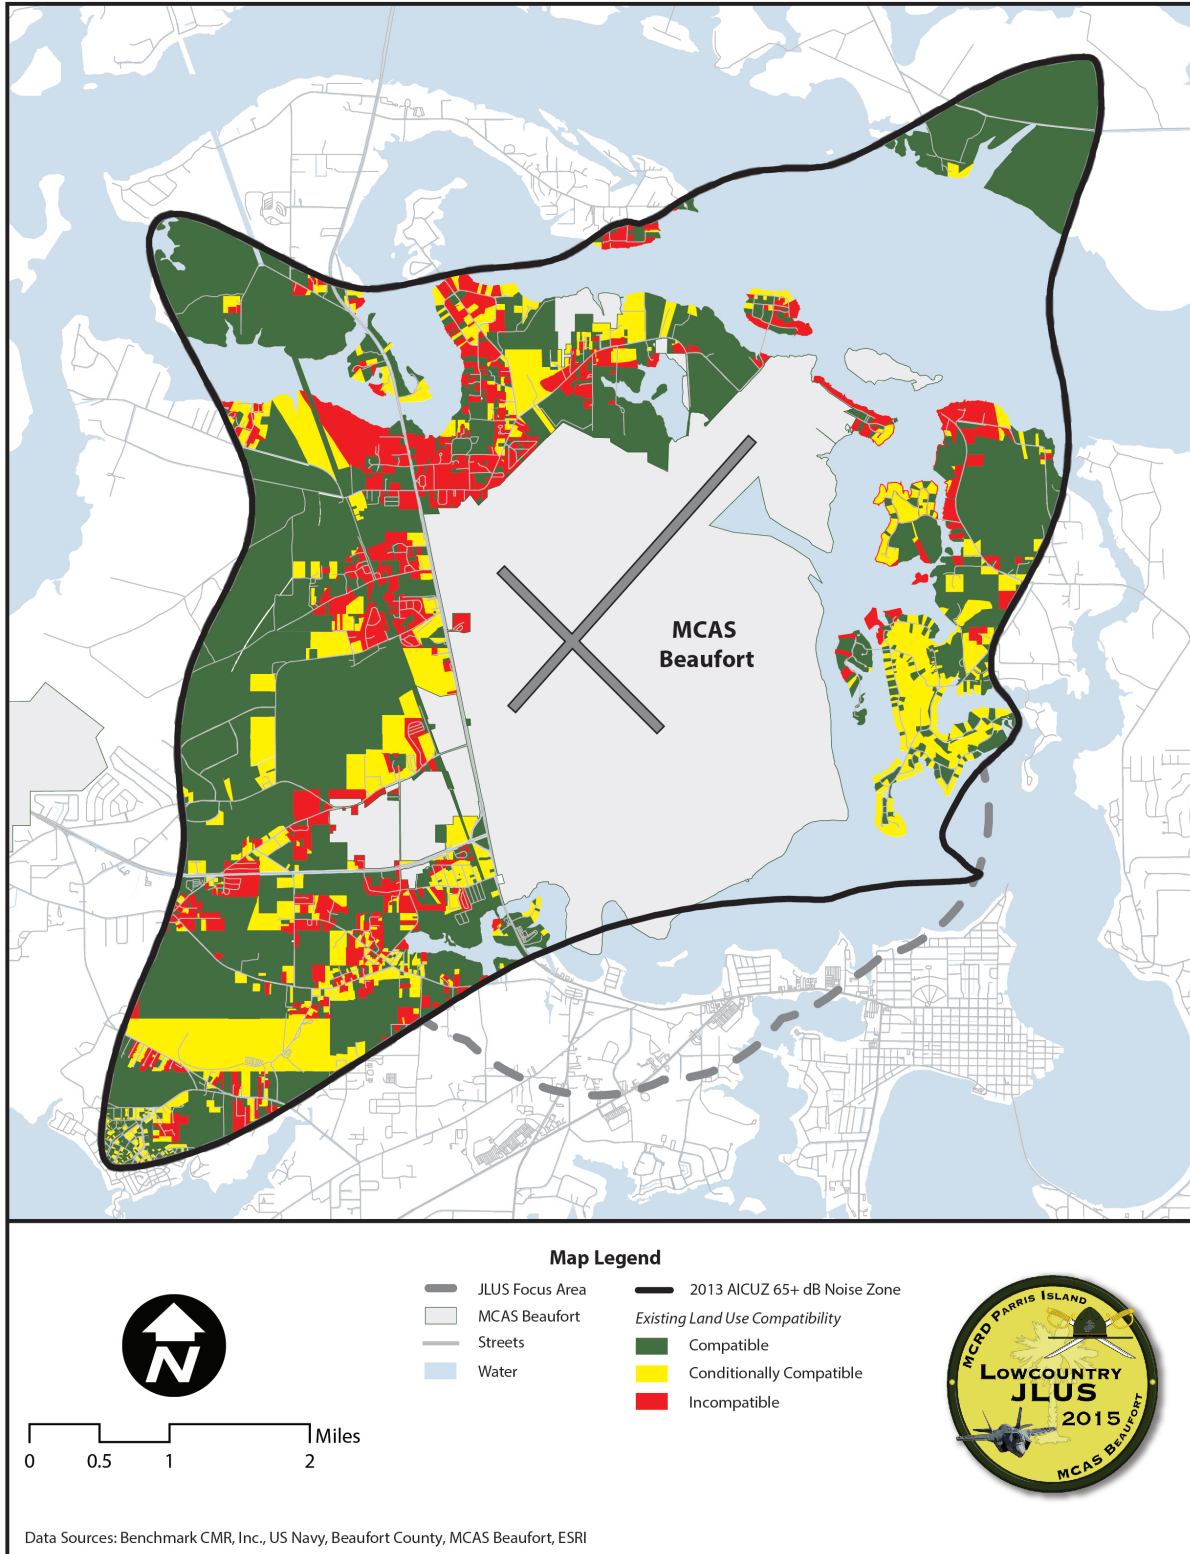 MCAS
Beaufort
Map Legend
JLUS Focus Area
MCAS Beaufort
Streets
Water
2013 AICUZ 65+ dB Noise Zone
Existing Land Use Compatibility
Compatible
Conditionally Compatible
Incompatible
N
Miles
0 0.5 1 2
MCRD PARRIS ISLAND
LOWCOUNTRY
JLUS
2015
MCAS BEAUFORT
Data Sources: Benchmark CMR, Inc., US Navy, Beaufort County, MCAS Beaufort, ESRI